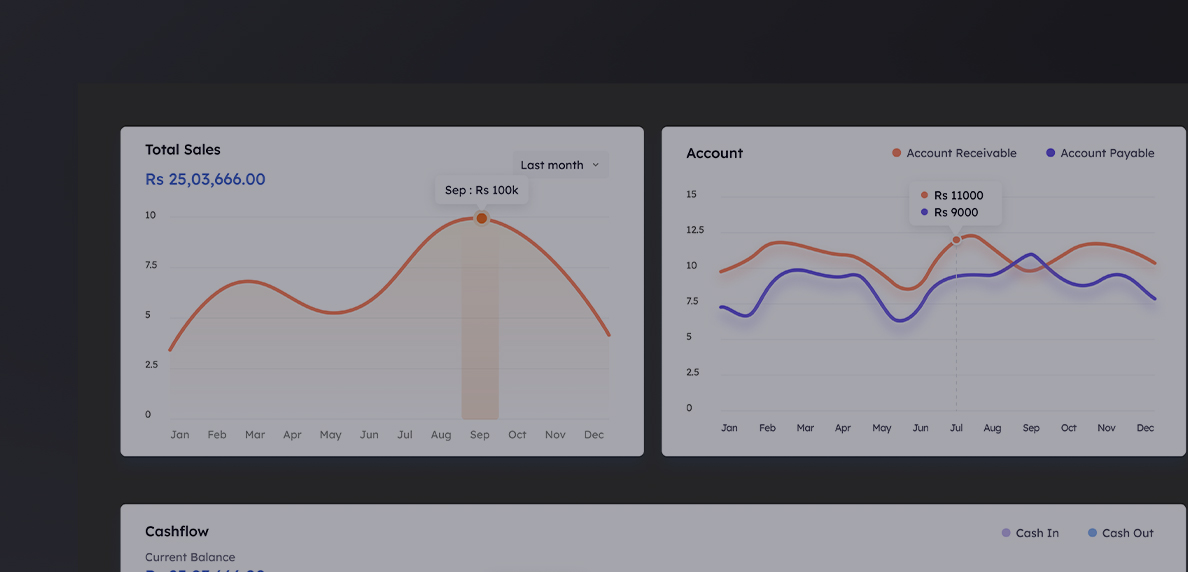 Total Sales
Rs 25,03,666.00
Last month
Sep : Rs 100k
10
7.5
5
2.5
0
Jan Feb Mar Apr May Jun Jul Aug Sep Oct Nov Dec
Account
Account Receivable
Account Payable
Rs 11000
Rs 9000
15
12.5
10
7.5
5
2.5
0
Jan Feb Mar Apr May Jun Jul Aug Sep Oct Nov Dec
Cashflow
Cash In
Cash Out
Current Balance